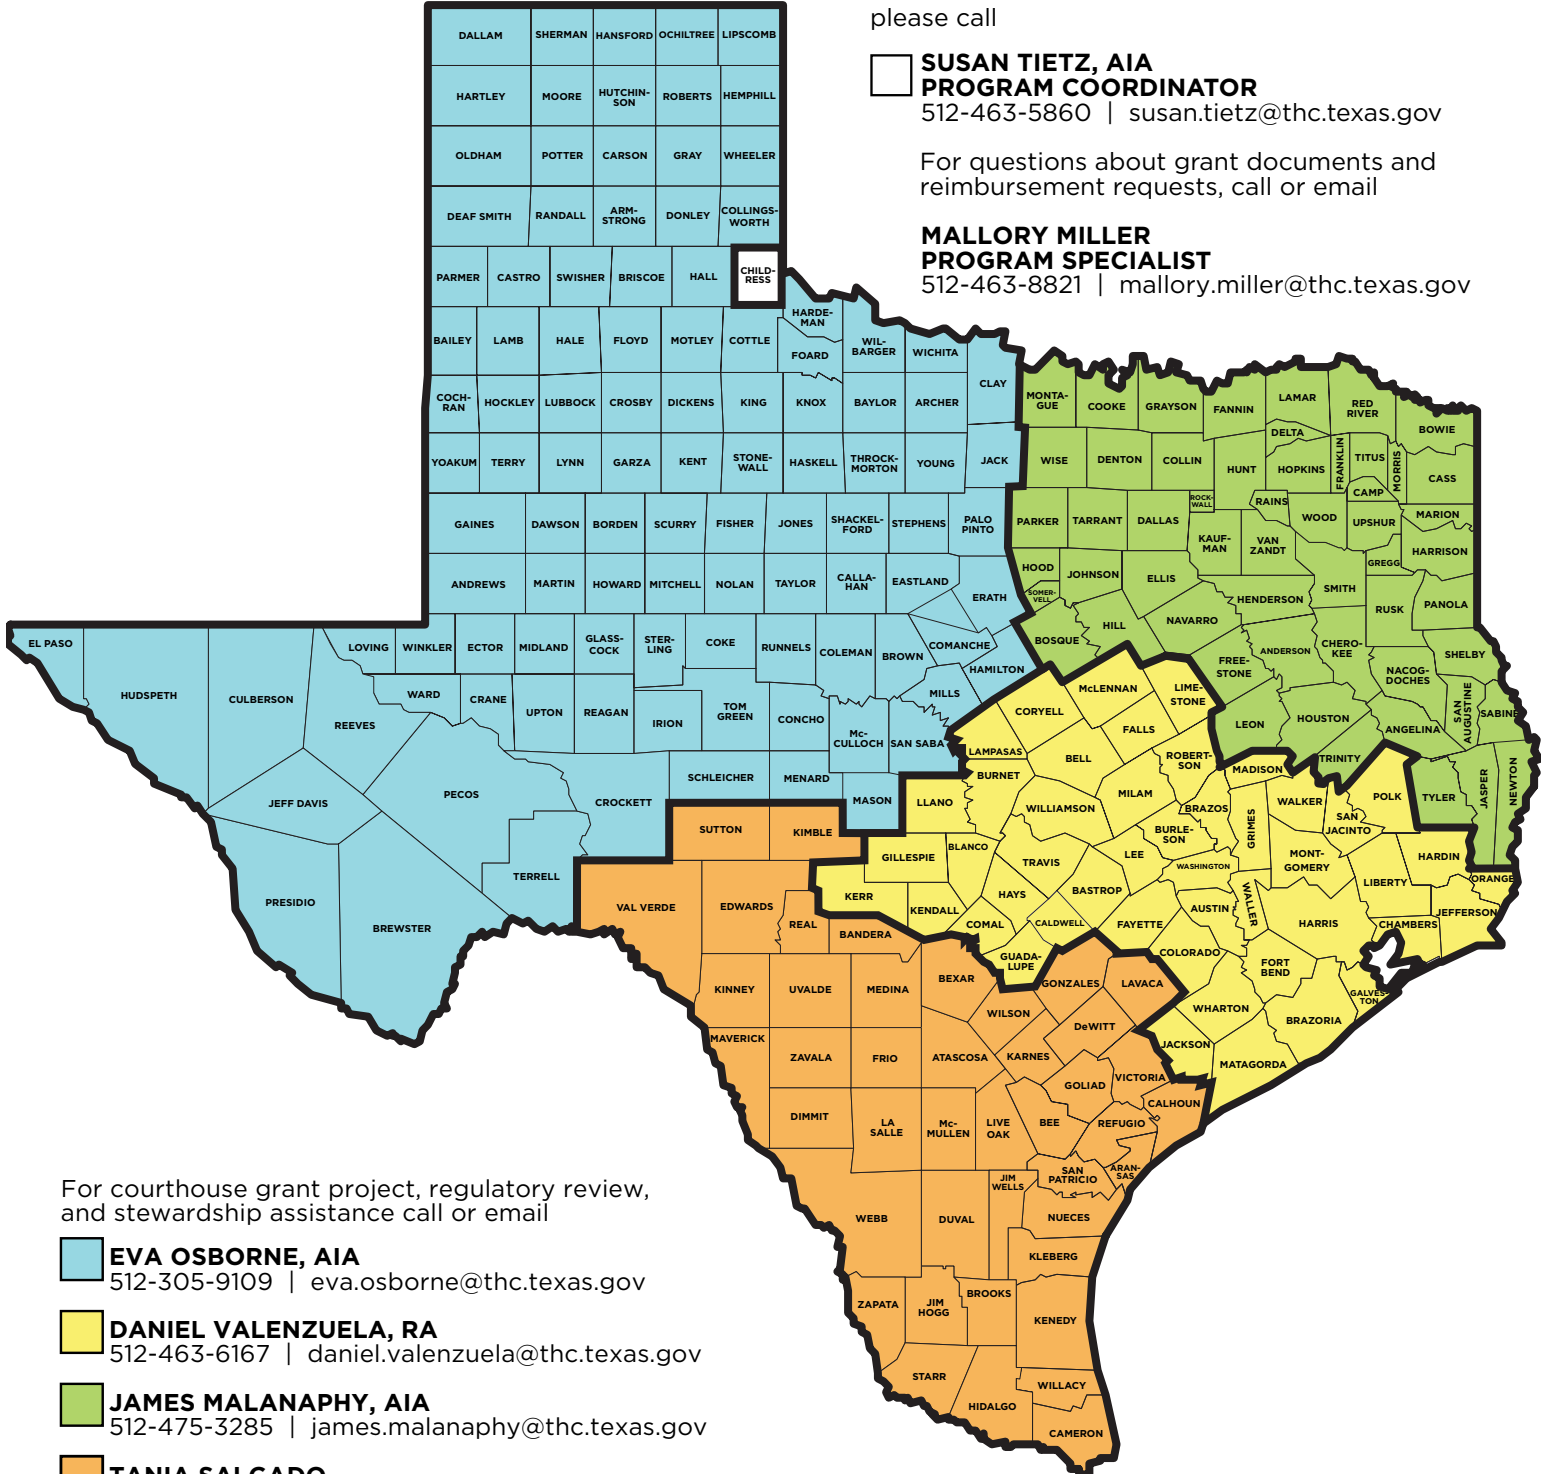 please call
SUSAN TIETZ, AIA
PROGRAM COORDINATOR
512-463-5860 | susan.tietz@thc.texas.gov
For questions about grant documents and
reimbursement requests, call or email
MALLORY MILLER
PROGRAM SPECIALIST
512-463-8821 | mallory.miller@thc.texas.gov
DALLAM SHERMAN HANSFORD OCHILTREE LIPSCOMB
HARTLEY MOORE HUTCHIN-
SON ROBERTS HEMPHILL
OLDHAM POTTER CARSON GRAY WHEELER
DEAF SMITH RANDALL ARM-
STRONG DONLEY COLLINGS-
WORTH
PARMER CASTRO SWISHER BRISCOE HALL CHILD-
RESS
BAILEY LAMB HALE FLOYD MOTLEY COTTLE HARDE-
MAN
FOARD WIL-
BARGER WICHITA CLAY
COCH-
RAN HOCKLEY LUBBOCK CROSBY DICKENS KING KNOX BAYLOR ARCHER
MONTA-
GUE COOKE GRAYSON FANNIN LAMAR RED
RIVER BOWIE
DELTA
YOAKUM TERRY LYNN GARZA KENT STONE-
WALL HASKELL THROCK-
MORTON YOUNG JACK
WISE DENTON COLLIN HUNT HOPKINS FRANKLIN TITUS MORRIS CASS
CAMP
GAINES DAWSON BORDEN SCURRY FISHER JONES SHACKEL-
FORD STEPHENS PALO
PINTO
PARKER TARRANT DALLAS ROCK-
WALL RAINS WOOD UPSHUR MARION
KAUF-
MAN VAN
ZANDT GREGG HARRISON
ANDREWS MARTIN HOWARD MITCHELL NOLAN TAYLOR CALLA-
HAN EASTLAND ERATH
HOOD SOMER-
VELL JOHNSON ELLIS HENDERSON SMITH RUSK PANOLA
EL PASO HUDSPETH CULBERSON LOVING WINKLER ECTOR MIDLAND GLASS-
COCK STER-
LING COKE RUNNELS COLEMAN BROWN COMANCHE HAMILTON
BOSQUE HILL NAVARRO FREE-
STONE ANDERSON CHERO-
KEE NACOG-
DOCHES SHELBY
REEVES WARD CRANE UPTON REAGAN IRION TOM
GREEN CONCHO Mc-
CULLOCH SAN SABA MILLS
CORYELL McLENNAN LIME-
STONE FALLS LEON HOUSTON ANGELINA SAN
AUGUSTINE SABINE
LAMPASAS BELL ROBERT-
SON MADISON TRINITY
JEFF DAVIS PECOS CROCKETT SCHLEICHER MENARD MASON
LLANO BURNET WILLIAMSON MILAM BRAZOS GRIMES WALKER SAN
JACINTO POLK TYLER JASPER NEWTON
SUTTON KIMBLE GILLESPIE BLANCO TRAVIS LEE BURLE-
SON WASHINGTON MONT-
GOMERY LIBERTY HARDIN ORANGE
PRESIDIO BREWSTER TERRELL
VAL VERDE EDWARDS REAL KERR KENDALL HAYS BASTROP AUSTIN WALLER HARRIS CHAMBERS JEFFERSON
BANDERA COMAL CALDWELL FAYETTE
GUADA-
LUPE COLORADO FORT
BEND GALVES-
TON
KINNEY UVALDE MEDINA BEXAR GONZALES LAVACA WHARTON BRAZORIA
WILSON DeWITT
MAVERICK ZAVALA FRIO ATASCOSA KARNES JACKSON MATAGORDA
GOLIAD VICTORIA CALHOUN
DIMMIT LA
SALLE Mc-
MULLEN LIVE
OAK BEE REFUGIO
SAN
PATRICIO ARAN-
SAS
WEBB DUVAL JIM
WELLS NUECES
KLEBERG
ZAPATA JIM
HOGG BROOKS KENEDY
STARR HIDALGO WILLACY
CAMERON
For courthouse grant project, regulatory review,
and stewardship assistance call or email
EVA OSBORNE, AIA
512-305-9109 | eva.osborne@thc.texas.gov
DANIEL VALENZUELA, RA
512-463-6167 | daniel.valenzuela@thc.texas.gov
JAMES MALANAPHY, AIA
512-475-3285 | james.malanaphy@thc.texas.gov
TANIA SALGADO